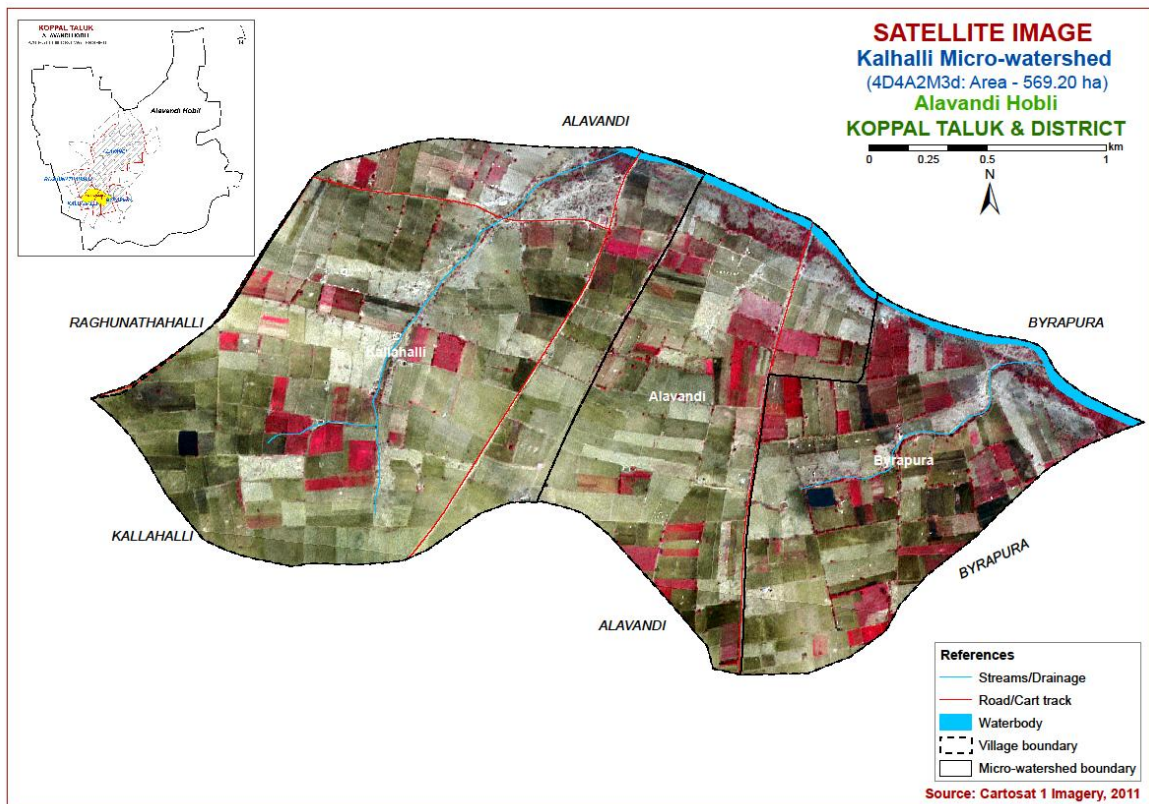 KOPPAL TALUK
ALAVANDI HOBLI
Alavandi Hobli
N
SATELLITE IMAGE
Kalhalli Micro-watershed
(4D4A2M3d: Area - 569.20 ha)
Alavandi Hobli
KOPPAL TALUK & DISTRICT
km
0 0.25 0.5 1
N
ALAVANDI
RAGHUNATHAHALLI
BYRAPURA
Kallahalli
Alavandi
Byrapura
KALLAHALLI
BYRAPURA
ALAVANDI
References
Streams/Drainage
Road/Cart track
Waterbody
Village boundary
Micro-watershed boundary
Source: Cartosat 1 Imagery, 2011